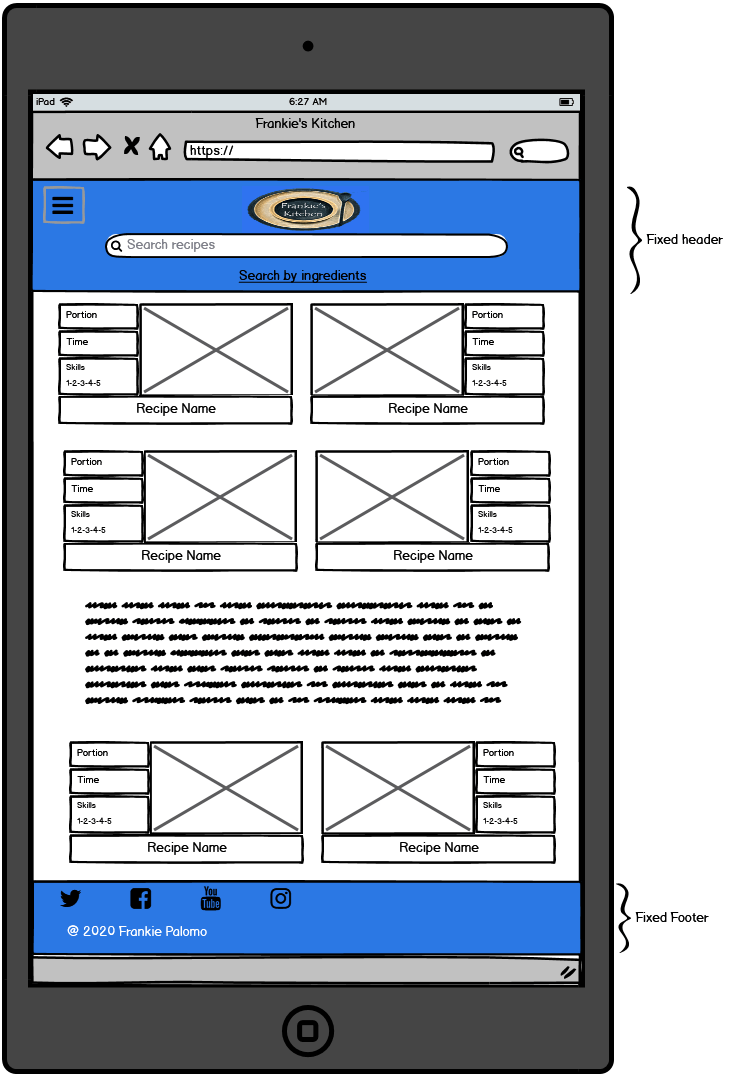 iPad 6:27 AM
Frankie's Kitchen
https://
Frankie's
Kitchen
Fixed header
Search recipes
Search by ingredients
Portion
Time
Skills
1-2-3-4-5
Recipe Name
Portion
Time
Skills
1-2-3-4-5
Recipe Name
Portion
Time
Skills
1-2-3-4-5
Recipe Name
Portion
Time
Skills
1-2-3-4-5
Recipe Name
Portion
Time
Skills
1-2-3-4-5
Recipe Name
Portion
Time
Skills
1-2-3-4-5
Recipe Name
You
Tube
Fixed Footer
@ 2020 Frankie Palomo